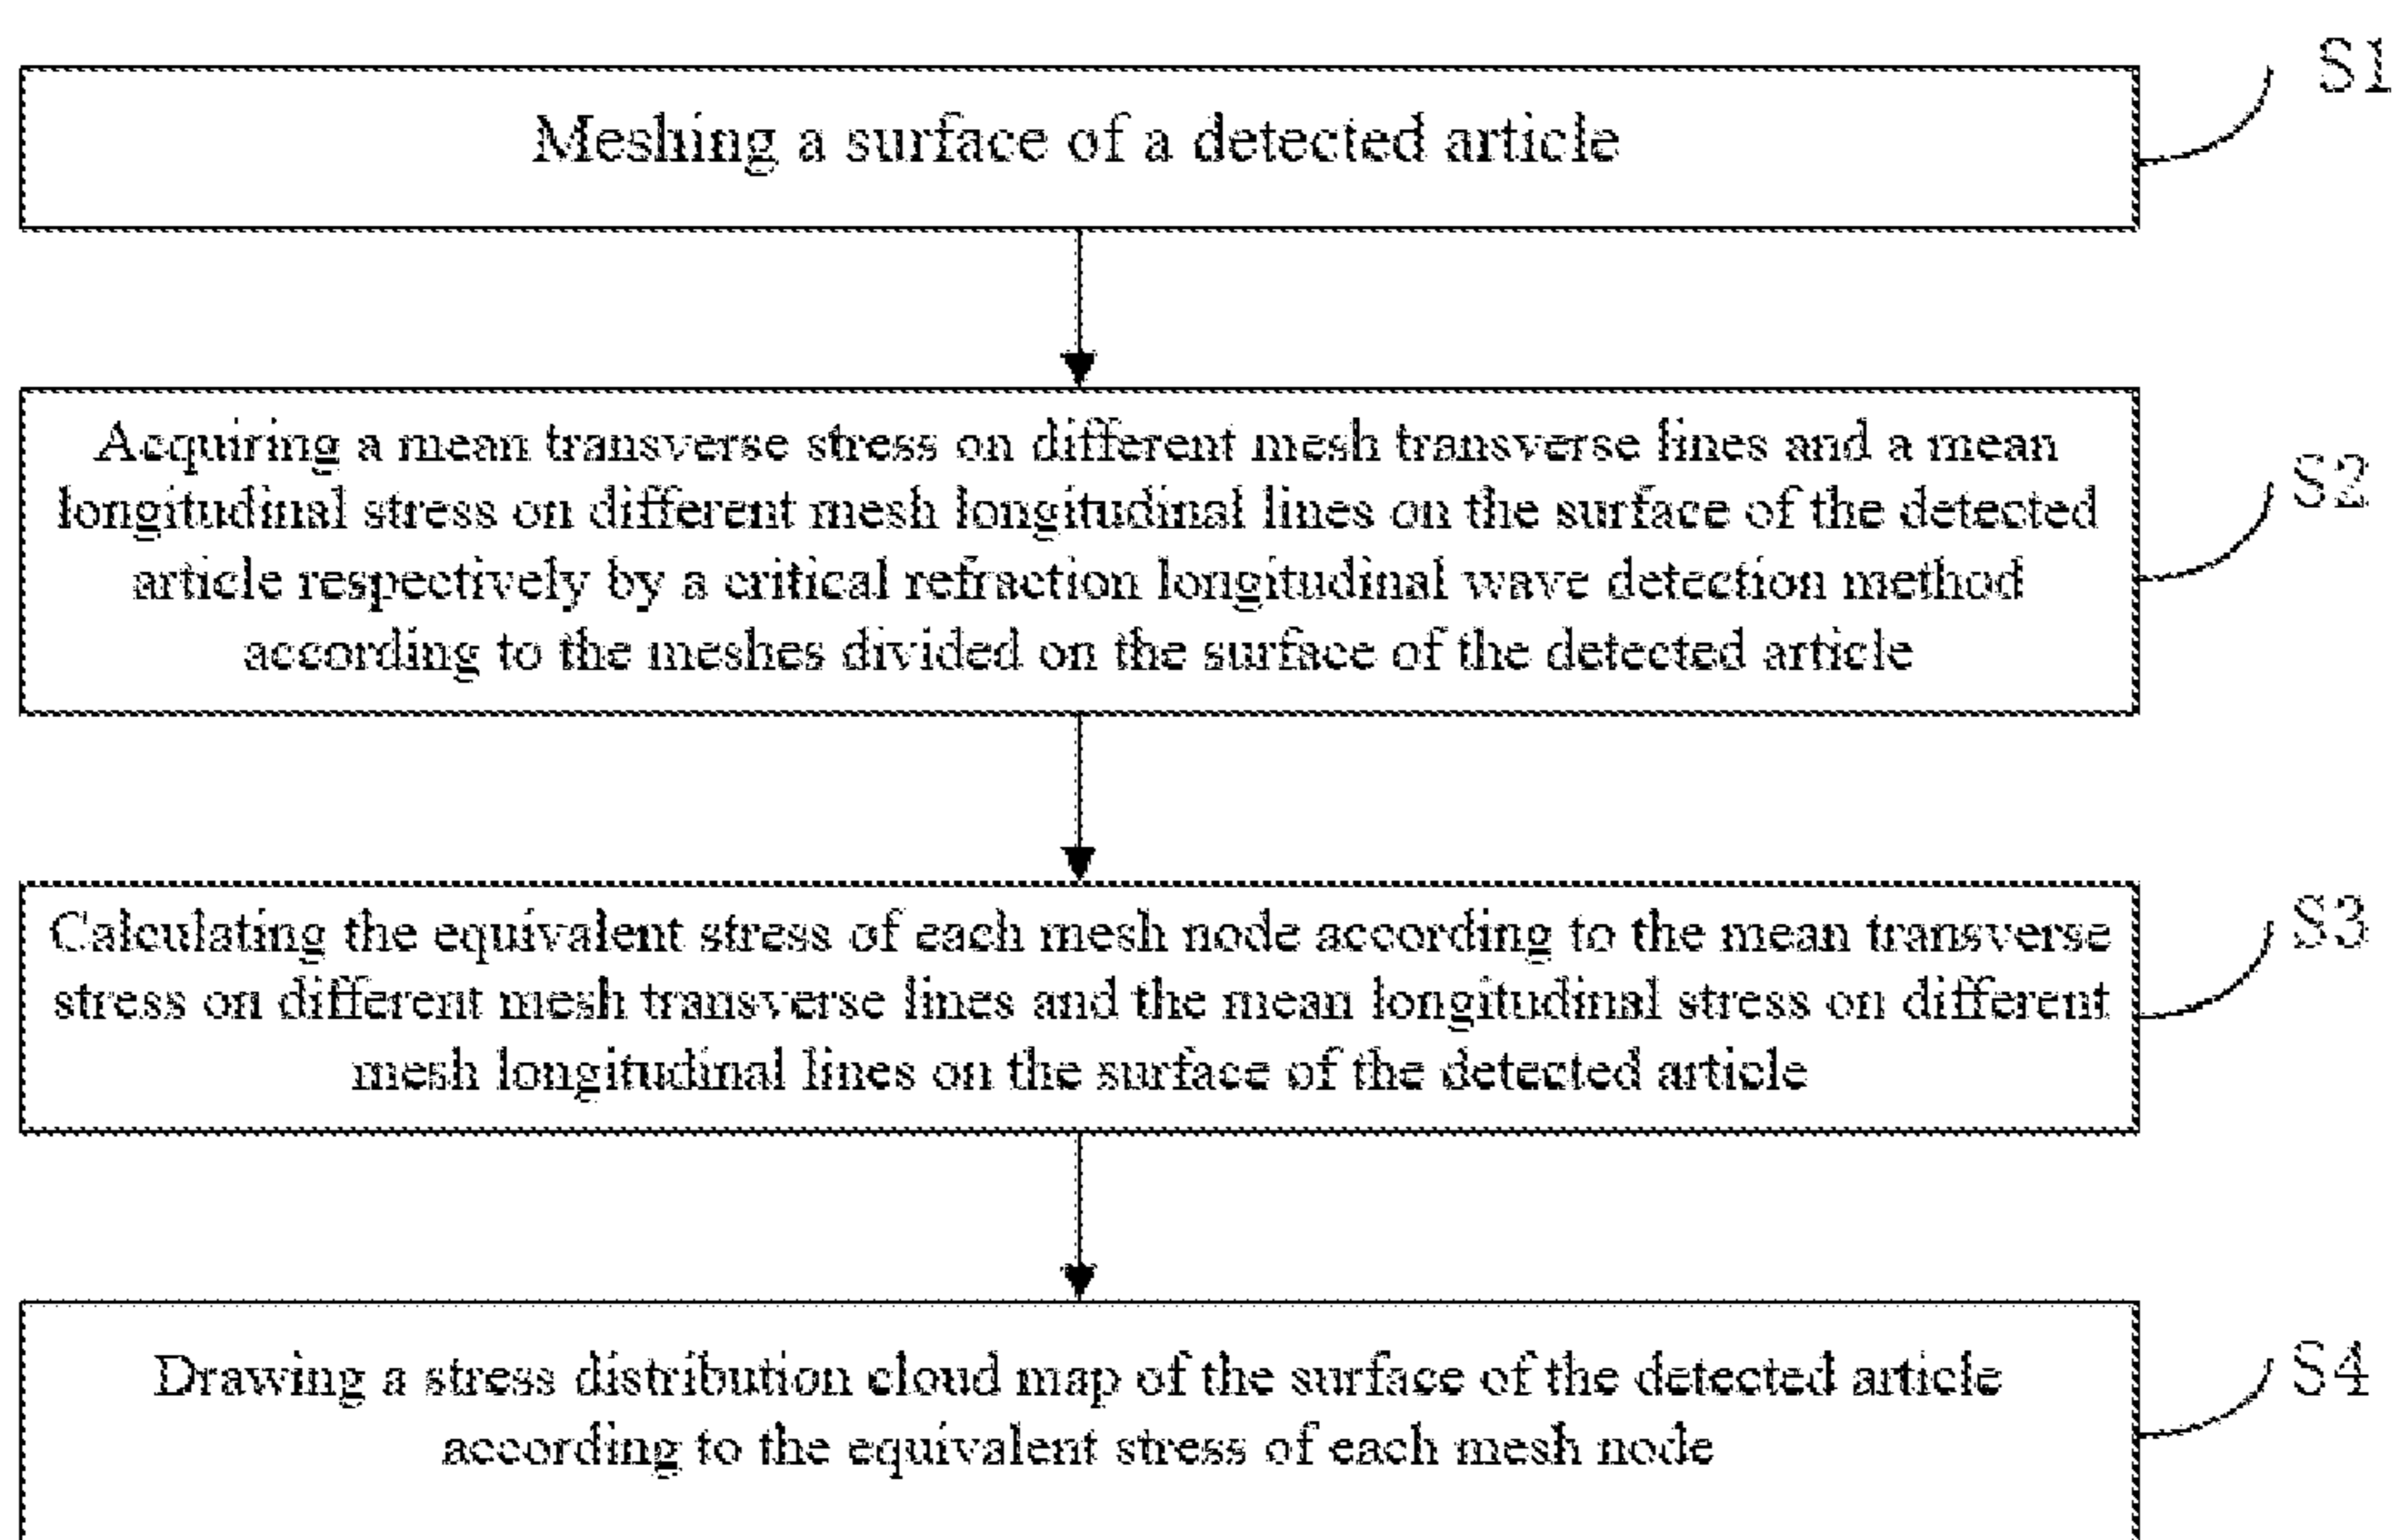 S1
Meshing a surface of a detected article
Acquiring a mean transverse stress on different mesh transverse lines and a mean
longitudinal stress on different mesh longitudinal lines on the surface of the detected
article respectively by a critical refraction longitudinal wave detection method
according to the meshes divided on the surface of the detected article
S2
Calculating the equivalent stress of each mesh node according to the mean transverse
stress on different mesh transverse lines and the mean longitudinal stress on different
mesh longitudinal lines on the surface of the detected article
S3
Drawing a stress distribution cloud map of the surface of the detected article
according to the equivalent stress of each mesh node
S4